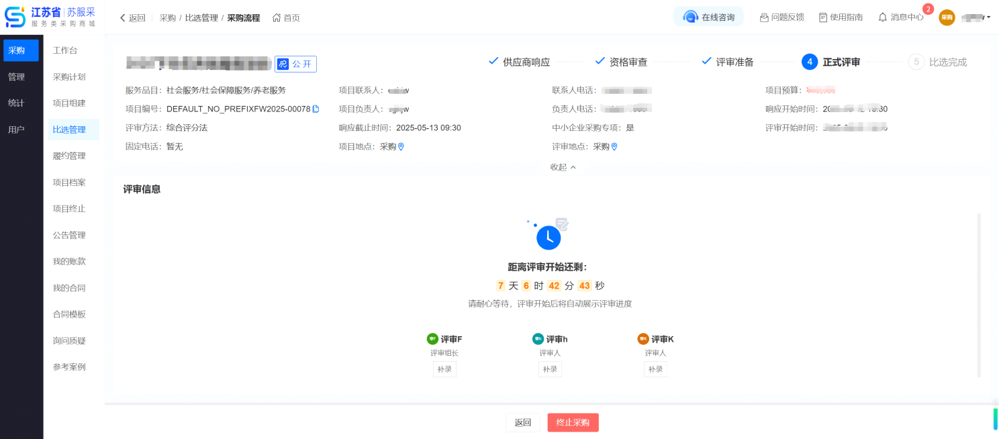 江苏省 | 苏服采
服务类采购商城
返回 采购 / 比选管理 / 采购流程 首页
在线咨询 问题反馈 使用指南 消息中心 2 采购
采购
管理
统计
用户
工作台
采购计划
项目组建
比选管理
履约管理
项目档案
项目终止
公告管理
我的账款
我的合同
合同模板
询问质疑
参考案例
公开
供应商响应 资格审查 评审准备 4 正式评审 5 比选完成
服务品目: 社会服务/社会保障服务/养老服务 项目联系人: 联系人电话: 项目预算:
项目编号: DEFAULT_NO_PREFIXFW2025-00078 项目负责人: 负责人电话: 响应开始时间:
评审方法: 综合评分法 响应截止时间: 2025-05-13 09:30 中小企业采购专项: 是 评审开始时间:
固定电话: 暂无 项目地点: 采购 评审地点: 采购
收起
评审信息
距离评审开始还剩:
7 天 6 时 42 分 43 秒
请耐心等待，评审开始后将自动展示评审进度
审F 评审F 审h 评审h 审K 评审K
评审组长 评审人 评审人
补录 补录 补录
返回 终止采购